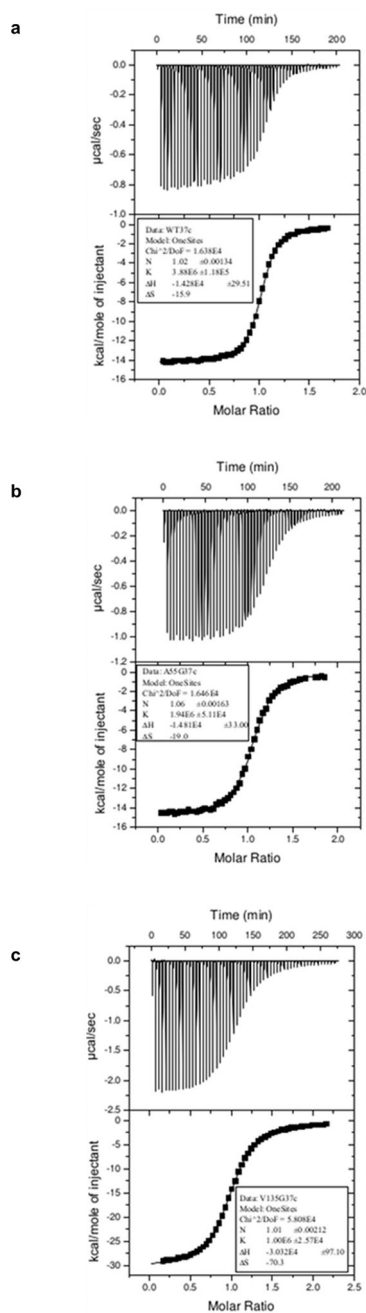 a
Time (min)
0 50 100 150 200
0.0
-0.2
-0.4
-0.6
-0.8
-1.0
µcal/sec
0
-2
-4
-6
-8
-10
-12
-14
-16
kcal/mole of injectant
Data: WT37c
Model: OneSites
Chi^2/DoF = 1.638E4
N 1.02 ±0.00134
K 3.88E6 ±1.18E5
ΔH -1.428E4 ±29.51
ΔS -15.9
0.0 0.5 1.0 1.5 2.0
Molar Ratio
b
Time (min)
0 50 100 150 200
0.0
-0.2
-0.4
-0.6
-0.8
-1.0
-1.2
µcal/sec
0
-2
-4
-6
-8
-10
-12
-14
-16
kcal/mole of injectant
Data: A55G37c
Model: OneSites
Chi^2/DoF = 1.646E4
N 1.06 ±0.00163
K 1.94E6 ±5.11E4
ΔH -1.481E4 ±33.00
ΔS -19.0
0.0 0.5 1.0 1.5 2.0
Molar Ratio
c
Time (min)
0 50 100 150 200 250 300
0.0
-0.5
-1.0
-1.5
-2.0
-2.5
µcal/sec
0
-5
-10
-15
-20
-25
-30
kcal/mole of injectant
Data: V135G37c
Model: OneSites
Chi^2/DoF = 5.808E4
N 1.01 ±0.00212
K 1.00E6 ±2.57E4
ΔH -3.032E4 ±97.10
ΔS -70.3
0.0 0.5 1.0 1.5 2.0 2.5
Molar Ratio